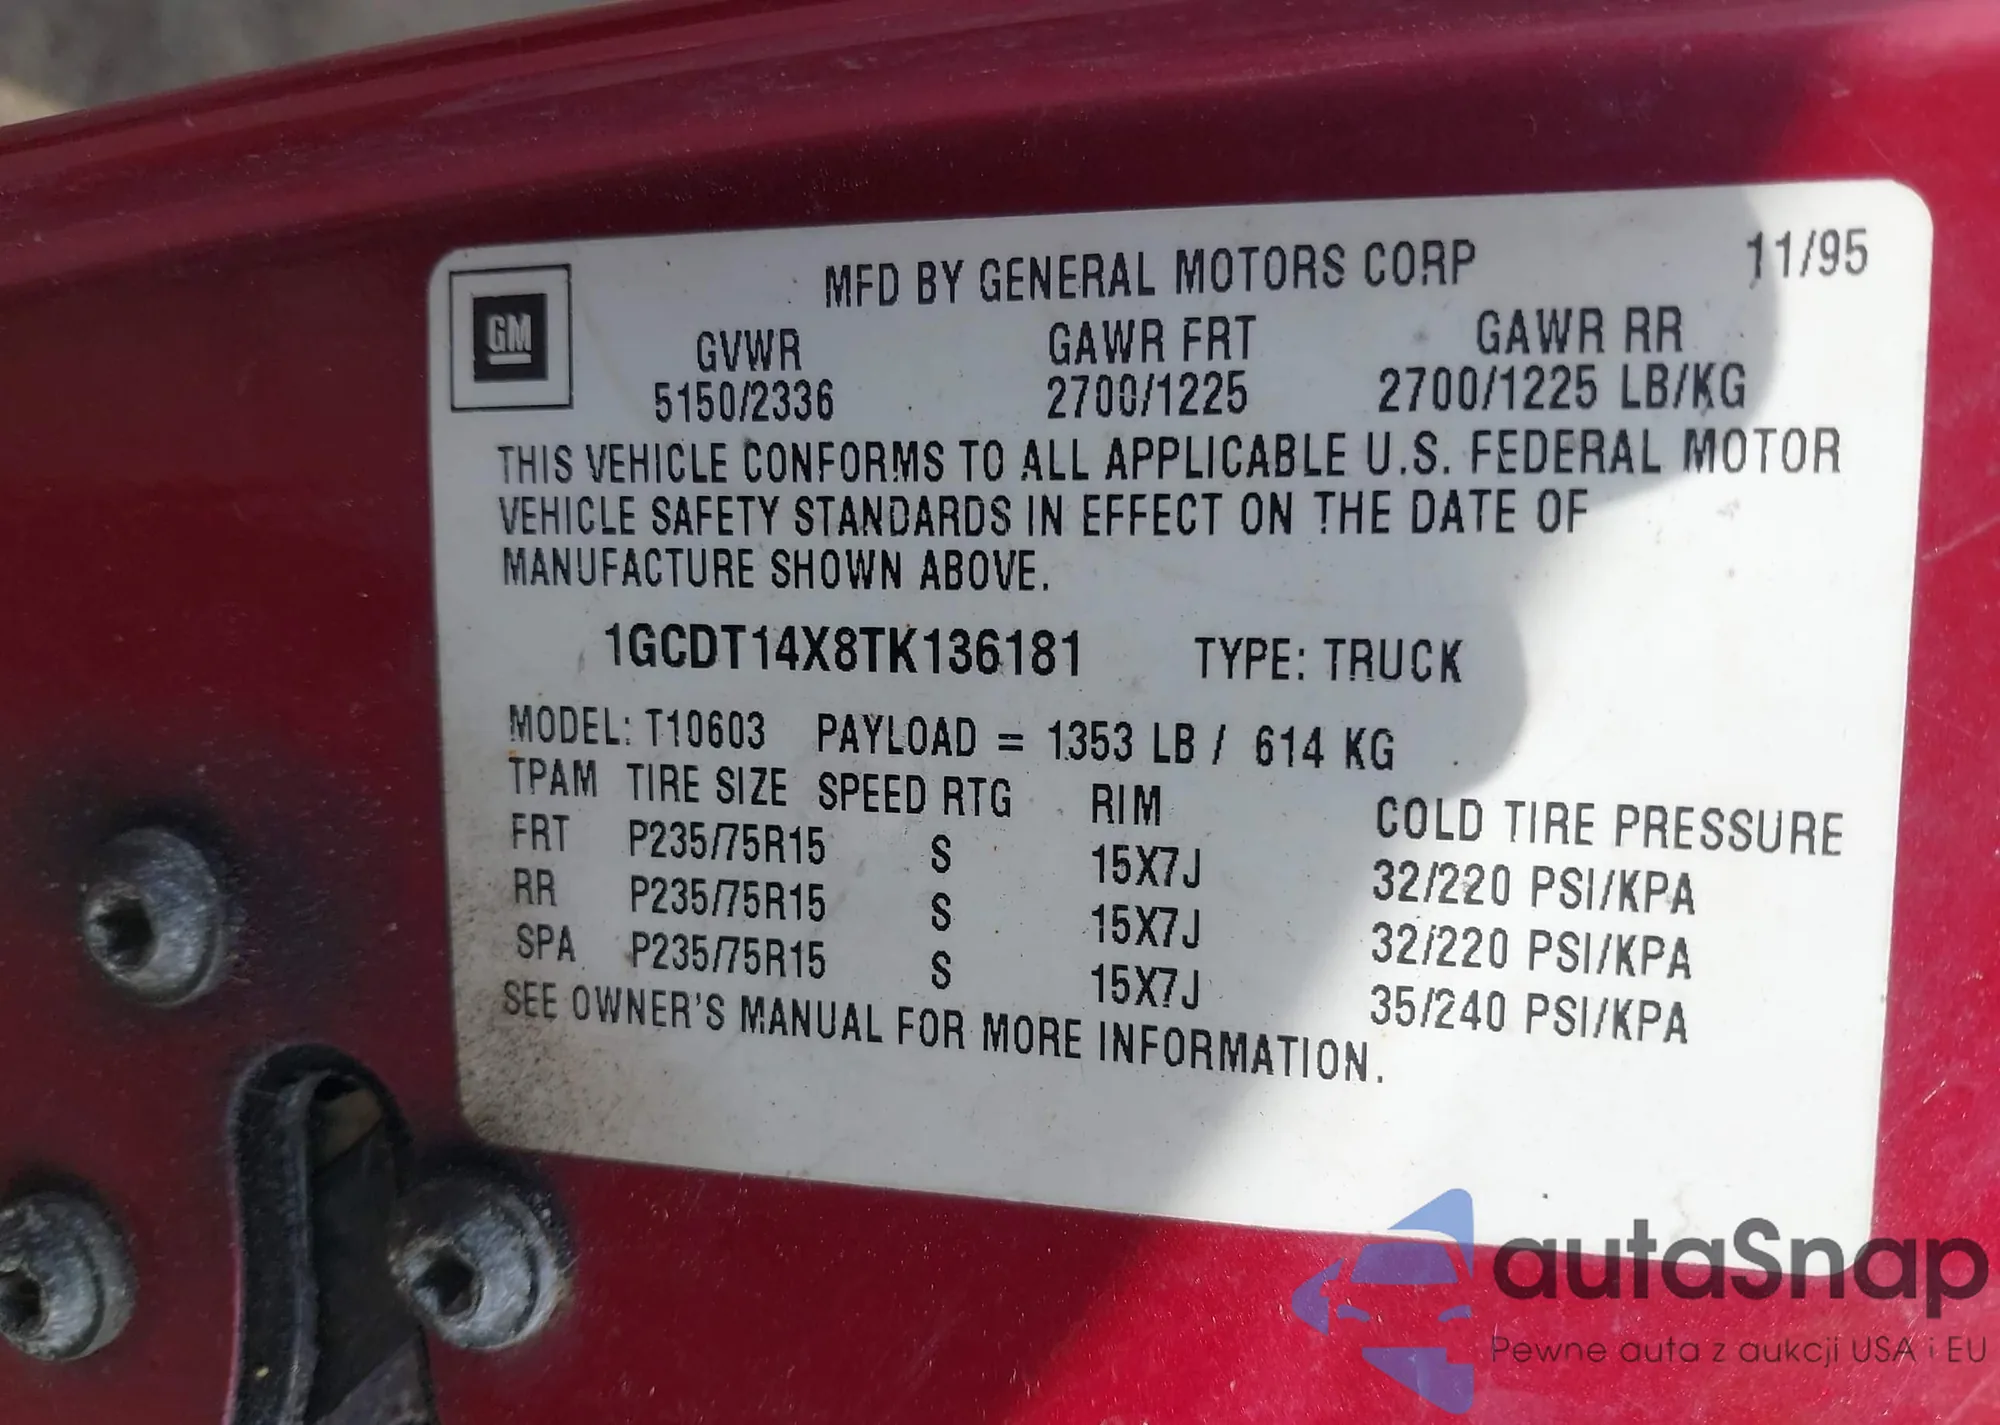 GM
MFD BY GENERAL MOTORS CORP 11/95
GVWR GAWR FRT GAWR RR
5150/2336 2700/1225 2700/1225 LB/KG
THIS VEHICLE CONFORMS TO ALL APPLICABLE U.S. FEDERAL MOTOR
VEHICLE SAFETY STANDARDS IN EFFECT ON THE DATE OF
MANUFACTURE SHOWN ABOVE.
1GCDT14X8TK136181 TYPE: TRUCK
MODEL: T10603 PAYLOAD = 1353 LB / 614 KG
TPAM TIRE SIZE SPEED RTG RIM COLD TIRE PRESSURE
FRT P235/75R15 S 15X7J 32/220 PSI/KPA
RR P235/75R15 S 15X7J 32/220 PSI/KPA
SPA P235/75R15 S 15X7J 35/240 PSI/KPA
SEE OWNER'S MANUAL FOR MORE INFORMATION.
autaSnap
Pewne auta z aukcji USA i EU